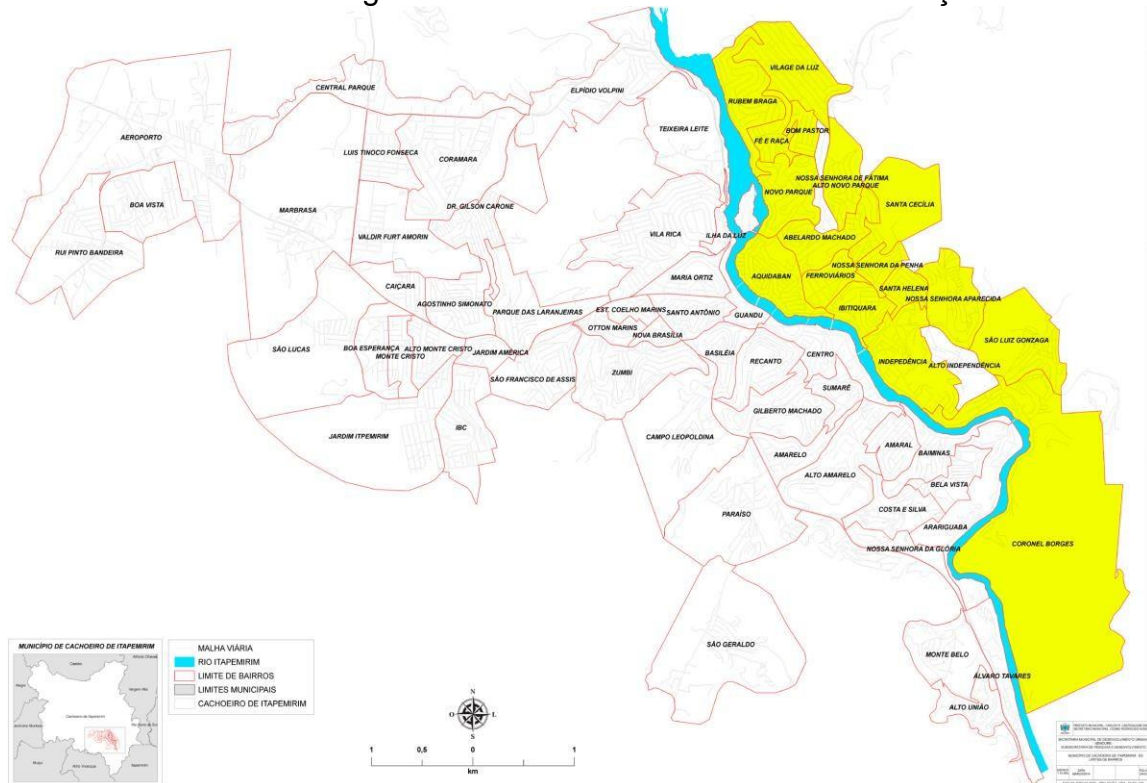 VILAGE DA LUZ
CENTRAL PARQUE
ELPÍDIO VOLPINI
RUBEM BRAGA
AEROPORTO
TEIXEIRA LEITE
BOM PASTOR
FÉ E RAÇA
LUIS TINOCO FONSECA
CORAMARA
NOSSA SENHORA DE FÁTIMA
ALTO NOVO PARQUE
NOVO PARQUE
BOA VISTA
MARBRASA
DR. GILSON CARONE
SANTA CECÍLIA
VALDIR FURT AMORIN
VILA RICA
ILHA DA LUZ
ABELARDO MACHADO
RUI PINTO BANDEIRA
NOSSA SENHORA DA PENHA
MARIA ORTIZ
AQUIDABAN
FERROVIÁRIOS
CAIÇARA
SANTA HELENA
NOSSA SENHORA APARECIDA
AGOSTINHO SIMONATO
PARQUE DAS LARANJEIRAS
EST. COELHO MARINS
SANTO ANTÔNIO
GUANDU
IBITIQUARA
OTTON MARINS
NOVA BRASÍLIA
SÃO LUIZ GONZAGA
SÃO LUCAS
BOA ESPERANÇA
ALTO MONTE CRISTO
MONTE CRISTO
JARDIM AMÉRICA
BASILÉIA
RECANTO
CENTRO
INDEPEDÊNCIA
ALTO INDEPENDÊNCIA
SÃO FRANCISCO DE ASSIS
ZUMBI
SUMARÉ
GILBERTO MACHADO
JARDIM ITPEMIRIM
IBC
CAMPO LEOPOLDINA
AMARAL
BAIMINAS
AMARELO
ALTO AMARELO
BELA VISTA
PARAÍSO
COSTA E SILVA
ARARIGUABA
NOSSA SENHORA DA GLÓRIA
CORONEL BORGES
SÃO GERALDO
MONTE BELO
ÁLVARO TAVARES
ALTO UNIÃO
MUNICÍPIO DE CACHOEIRO DE ITAPEMIRIM
Castelo
Cachoeiro de Itapemirim
MALHA VIÁRIA
RIO ITAPEMIRIM
LIMITE DE BAIRROS
LIMITES MUNICIPAIS
CACHOEIRO DE ITAPEMIRIM
N
O
L
S
1 0,5 0 1
km